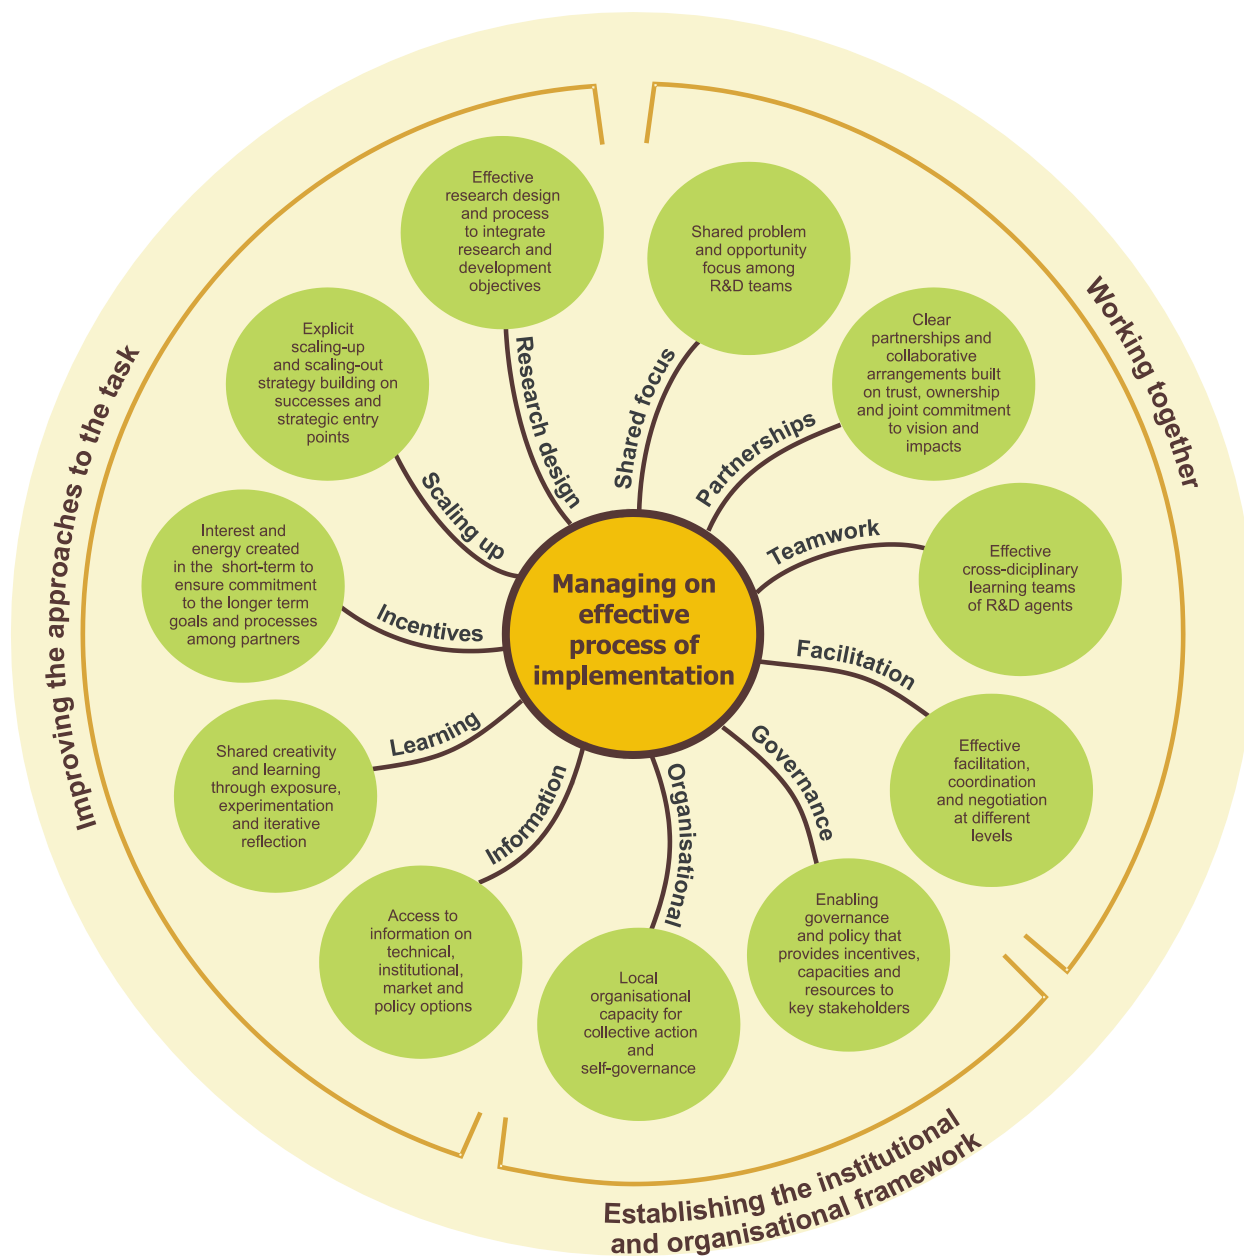 Managing on
effective
process of
implementation
Working together
Shared focus
Shared problem
and opportunity
focus among
R&D teams
Partnerships
Clear
partnerships and
collaborative
arrangements built
on trust, ownership
and joint commitment
to vision and
impacts
Teamwork
Effective
cross-diciplinary
learning teams
of R&D agents
Facilitation
Effective
facilitation,
coordination
and negotiation
at different
levels
Establishing the institutional
and organisational framework
Governance
Enabling
governance
and policy that
provides incentives,
capacities and
resources to
key stakeholders
Organisational
Local
organisational
capacity for
collective action
and
self-governance
Improving the approaches to the task
Information
Access to
information on
technical,
institutional,
market and
policy options
Learning
Shared creativity
and learning
through exposure,
experimentation
and iterative
reflection
Incentives
Interest and
energy created
in the short-term to
ensure commitment
to the longer term
goals and processes
among partners
Scaling up
Explicit
scaling-up
and scaling-out
strategy building on
successes and
strategic entry
points
Research design
Effective
research design
and process
to integrate
research and
development
objectives